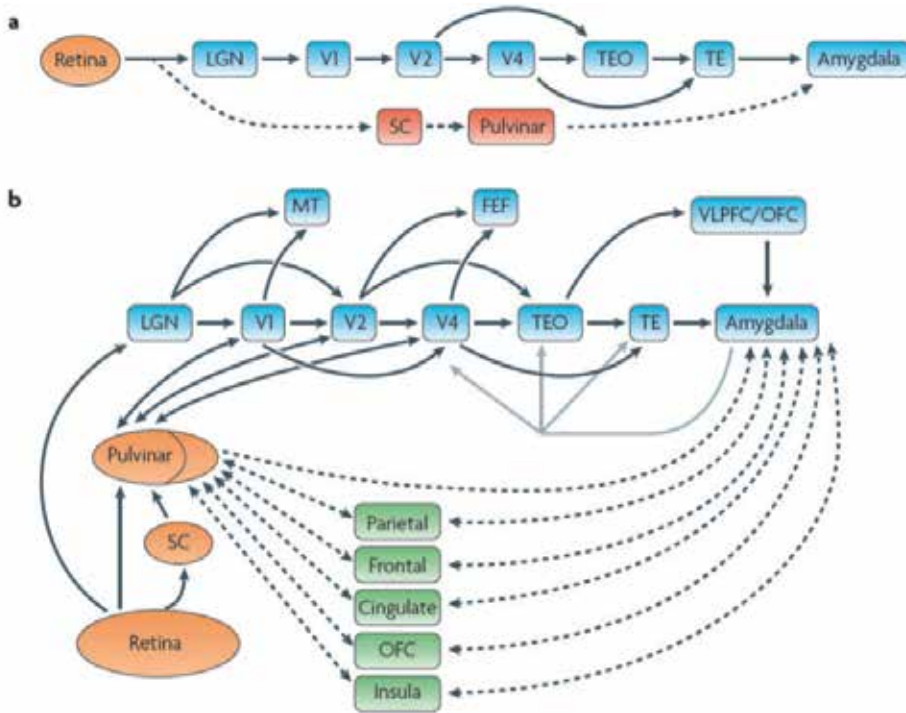 a
Retina LGN V1 V2 V4 TEO TE Amygdala
SC Pulvinar
b
MT FEF VLPFC/OFC
LGN V1 V2 V4 TEO TE Amygdala
Pulvinar
Parietal
SC
Frontal
Cingulate
Retina
OFC
Insula